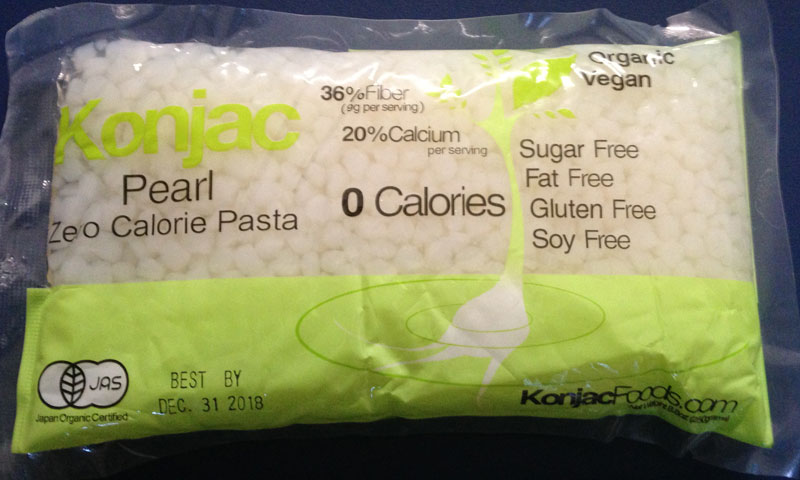 Konjac
Pearl
Zero Calorie Pasta
36%Fiber
(9g per serving)
20%Calcium
per serving
0 Calories
Organic
Vegan
Sugar Free
Fat Free
Gluten Free
Soy Free
JAS
Japan Organic Certified
BEST BY
DEC. 31 2018
KonjacFoods.com